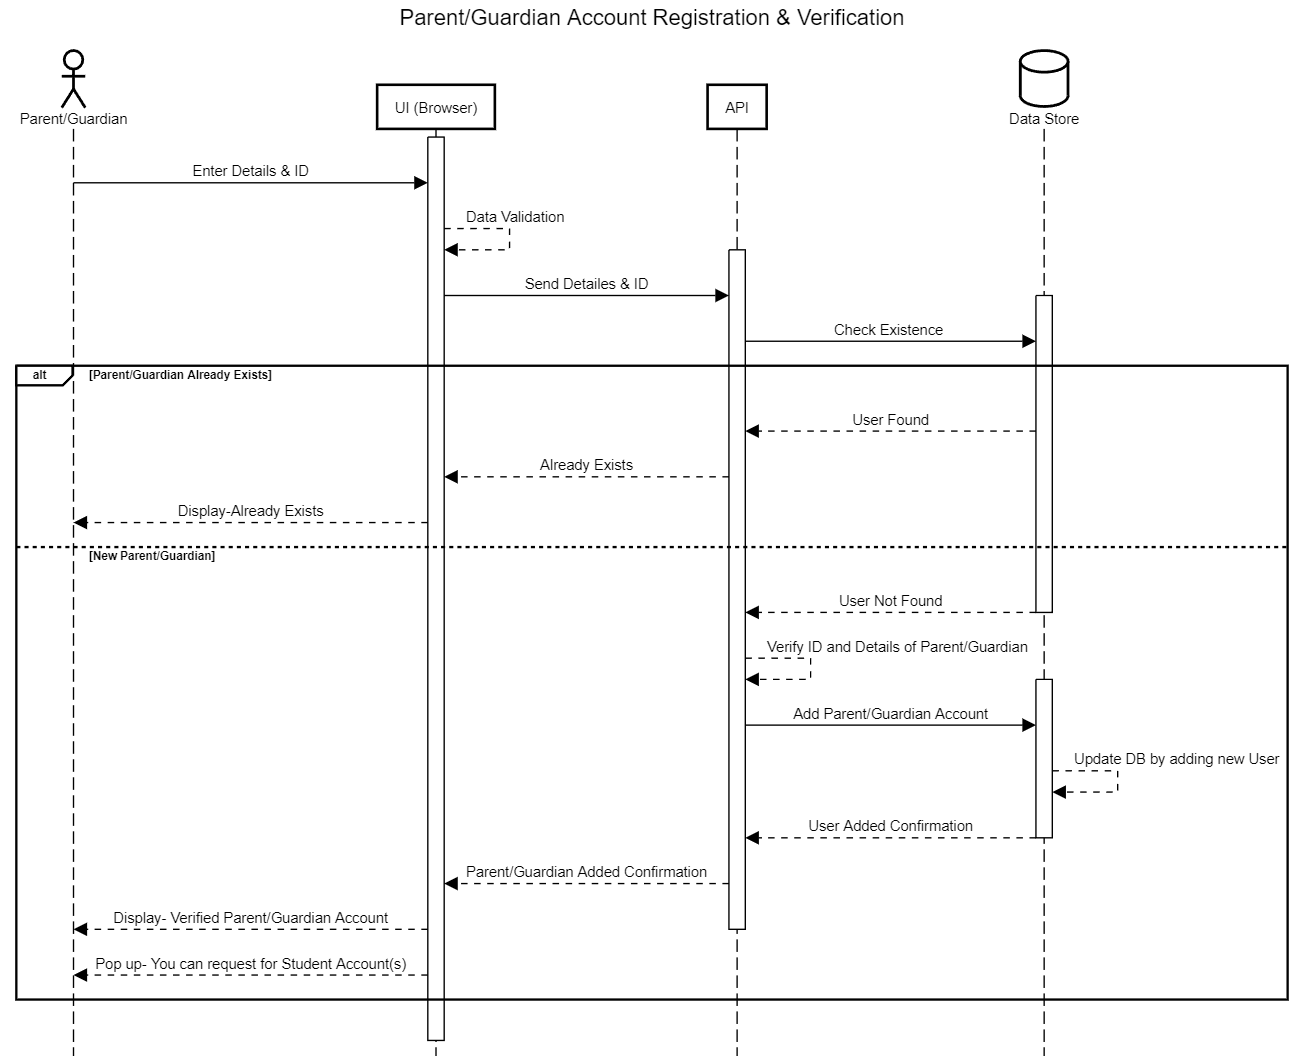 Parent/Guardian Account Registration & Verification
Parent/Guardian
UI (Browser)
API
Data Store
Enter Details & ID
Data Validation
Send Detailes & ID
Check Existence
alt
[Parent/Guardian Already Exists]
User Found
Already Exists
Display-Already Exists
[New Parent/Guardian]
User Not Found
Verify ID and Details of Parent/Guardian
Add Parent/Guardian Account
Update DB by adding new User
User Added Confirmation
Parent/Guardian Added Confirmation
Display- Verified Parent/Guardian Account
Pop up- You can request for Student Account(s)